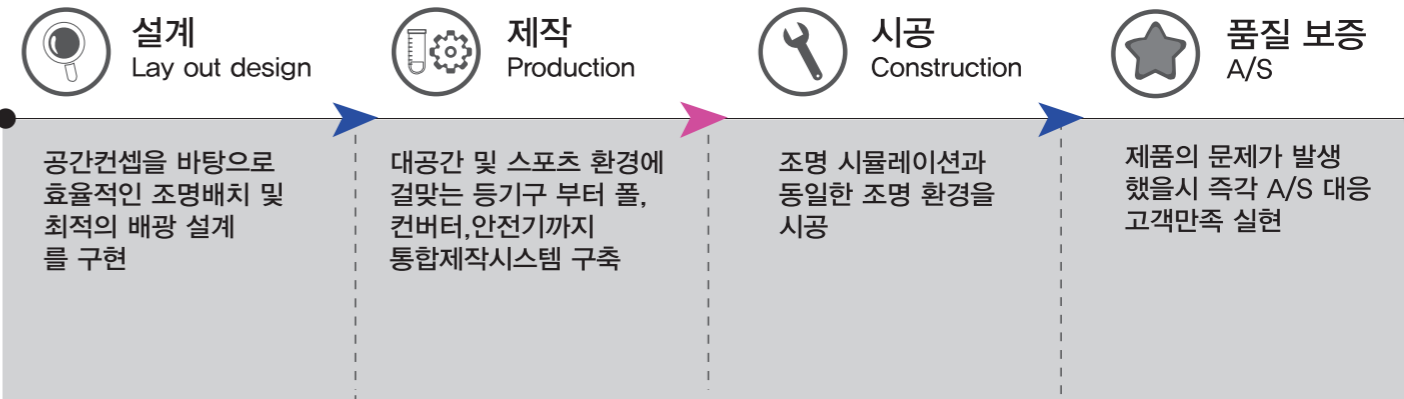 설계
Lay out design
제작
Production
시공
Construction
품질 보증
A/S
공간컨셉을 바탕으로
효율적인 조명배치 및
최적의 배광 설계
를 구현
대공간 및 스포츠 환경에
걸맞는 등기구 부터 폴,
컨버터,안전기까지
통합제작시스템 구축
조명 시뮬레이션과
동일한 조명 환경을
시공
제품의 문제가 발생
했을시 즉각 A/S 대응
고객만족 실현